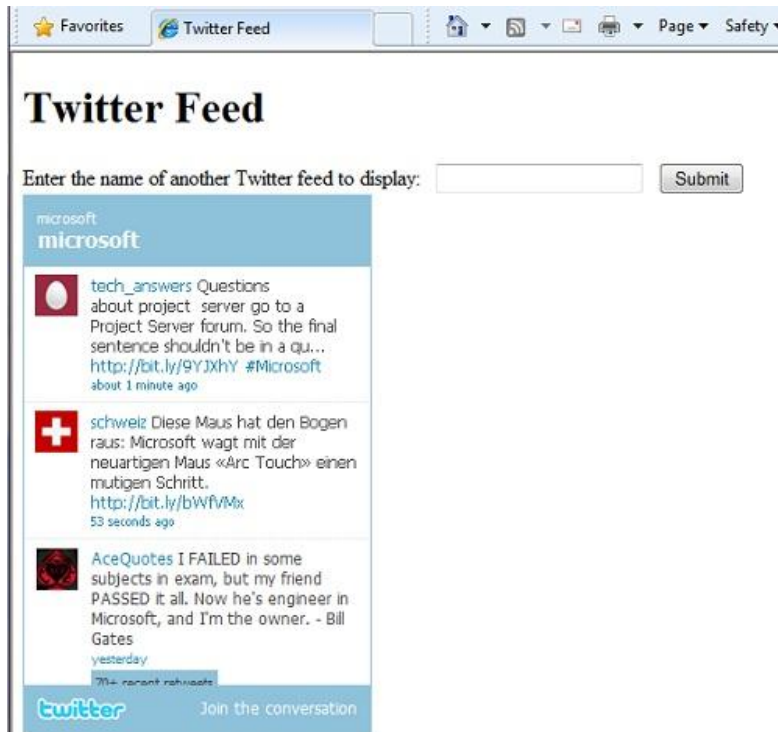 Favorites Twitter Feed Page Safety
Twitter Feed
Enter the name of another Twitter feed to display: Submit
microsoft
microsoft
tech_answers Questions
about project server go to a
Project Server forum. So the final
sentence shouldn't be in a qu...
http://bit.ly/9YJXhY #Microsoft
about 1 minute ago
schweiz Diese Maus hat den Bogen
raus: Microsoft wagt mit der
neuartigen Maus «Arc Touch» einen
mutigen Schritt.
http://bit.ly/bWfVMx
53 seconds ago
AceQuotes I FAILED in some
subjects in exam, but my friend
PASSED it all. Now he's engineer in
Microsoft, and I'm the owner. - Bill
Gates
yesterday
70+ recent retweets
twitter Join the conversation